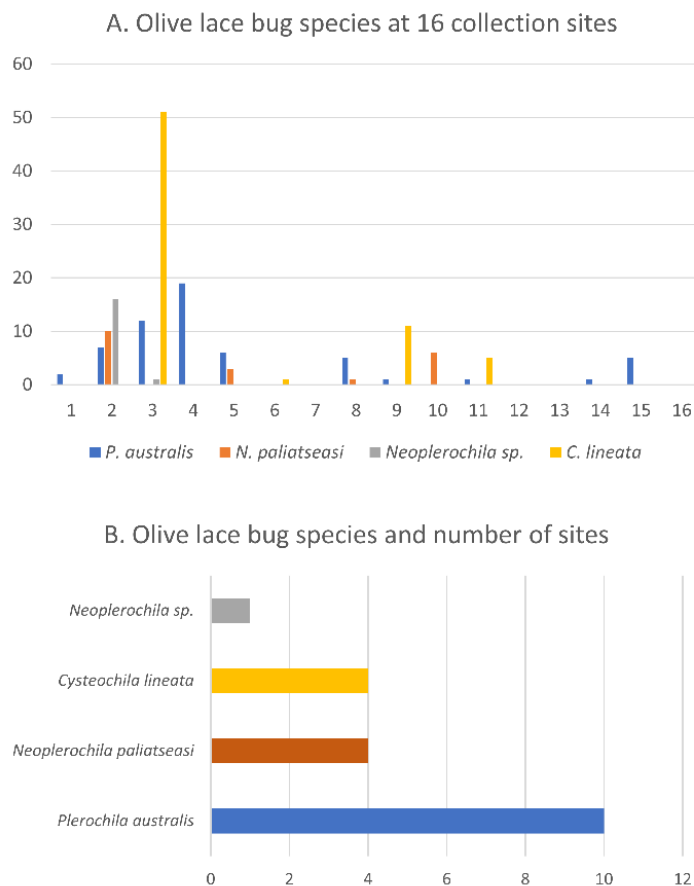 A. Olive lace bug species at 16 collection sites
60
50
40
30
20
10
0
1 2 3 4 5 6 7 8 9 10 11 12 13 14 15 16
P. australis N. paliatseasi Neoplerochila sp. C. lineata
B. Olive lace bug species and number of sites
Neoplerochila sp.
Cysteochila lineata
Neoplerochila paliatseasi
Plerochila australis
0 2 4 6 8 10 12